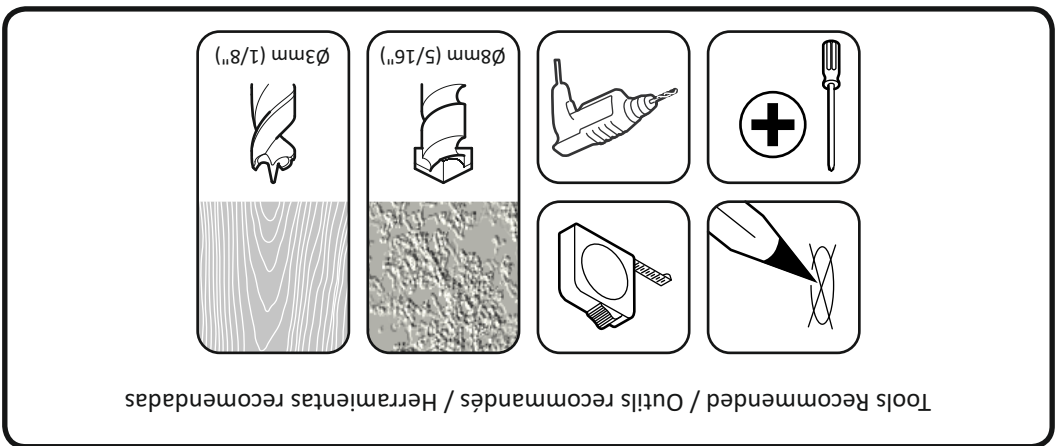 Tools Recommended / Outils recommandés / Herramientas recomendadas
Ø8mm (5/16") Ø3mm (1/8")